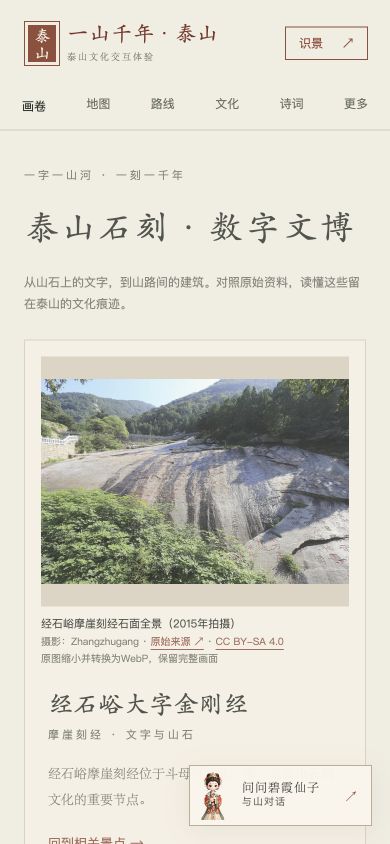 泰山
一山千年·泰山
泰山文化交互体验
识景 ↗
画卷 地图 路线 文化 诗词 更多
一字一山河 · 一刻一千年
泰山石刻·数字文博
从山石上的文字，到山路间的建筑。对照原始资料，读懂这些留
在泰山的文化痕迹。
经石峪摩崖刻经石面全景（2015年拍摄）
摄影：Zhangzhugang · 原始来源 ↗ · CC BY-SA 4.0
原图缩小并转换为WebP，保留完整画面
经石峪大字金刚经
摩崖刻经 · 文字与山石
经石峪摩崖刻经位于斗母
文化的重要节点。
问问碧霞仙子
与山对话
↗
回到相关景点 →